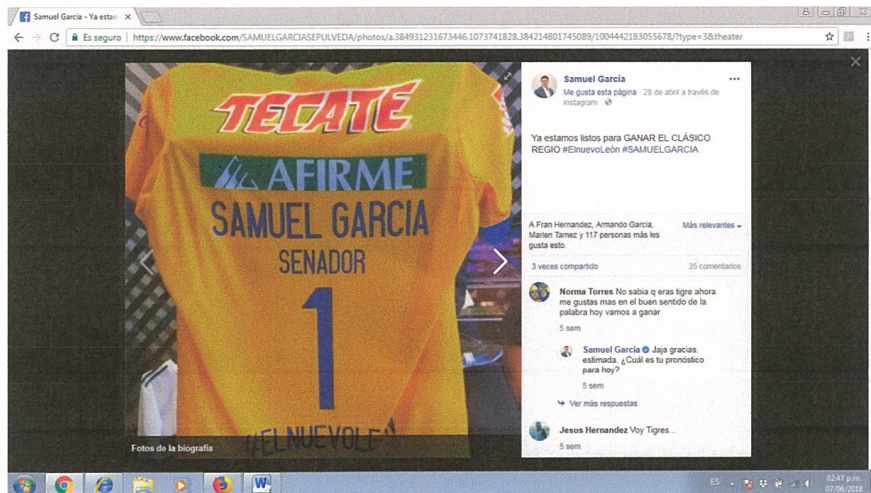 Samuel García - Ya estan
Es seguro | https://www.facebook.com/SAMUELGARCIASEPULVEDA/photos/a.384931231673446.1073741828.384214801745089/1004442183055678/?type=3&theater
TECATE
AFIRME
SAMUEL GARCIA
SENADOR
1
#ELNUEVOLEÓN
Fotos de la biografía
Samuel García
Me gusta esta página · 28 de abril a través de
Instagram ·
Ya estamos listos para GANAR EL CLÁSICO
REGIO #ElnuevoLeón #SAMUELGARCIA
A Fran Hernandez, Armando Garcia,
Marlen Tamez y 117 personas más les
gusta esto.
Más relevantes
3 veces compartido
35 comentarios
Norma Torres No sabia q eras tigre ahora
me gustas mas en el buen sentido de la
palabra hoy vamos a ganar
5 sem
Samuel García Jaja gracias,
estimada. ¿Cuál es tu pronóstico
para hoy?
5 sem
Ver más respuestas
Jesus Hernandez Voy Tigres...
5 sem
ES
02:47 p.m.
07/06/2018